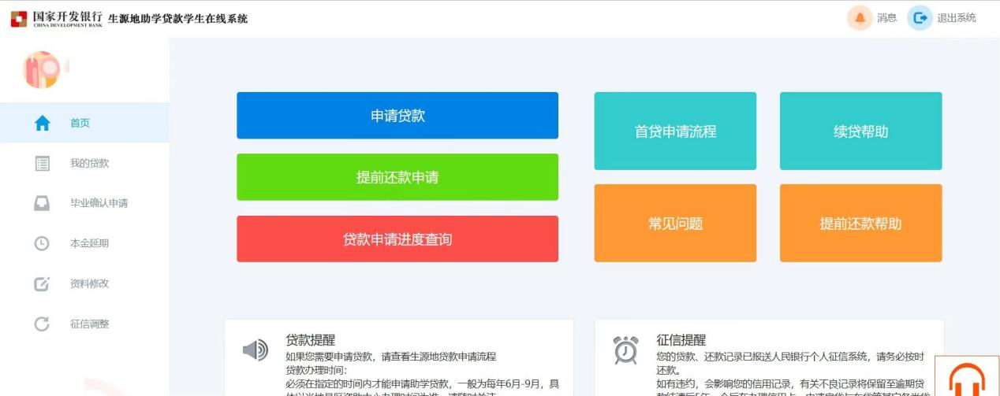 国家开发银行 生源地助学贷款学生在线系统
CHINA DEVELOPMENT BANK
消息
退出系统
首页
我的贷款
毕业确认申请
本金延期
资料修改
征信调整
申请贷款
提前还款申请
贷款申请进度查询
首贷申请流程
续贷帮助
常见问题
提前还款帮助
贷款提醒
如果您需要申请贷款，请查看生源地贷款申请流程
贷款办理时间：
必须在指定的时间内才能申请助学贷款，一般为每年6月-9月，具
征信提醒
您的贷款、还款记录已报送人民银行个人征信系统，请务必按时
还款。
如有违约，会影响您的信用记录，有关不良记录将保留至逾期贷